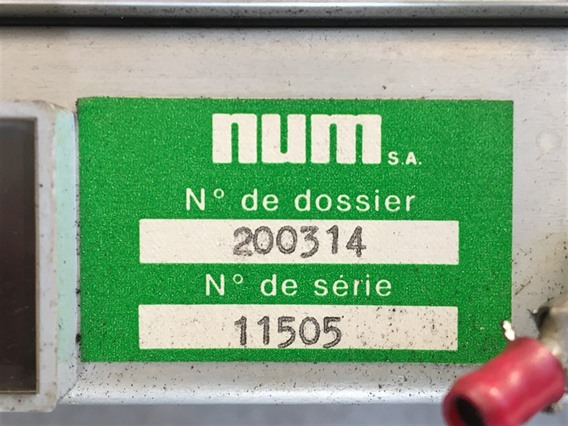 num S.A.
N° de dossier
200314
N° de série
11505